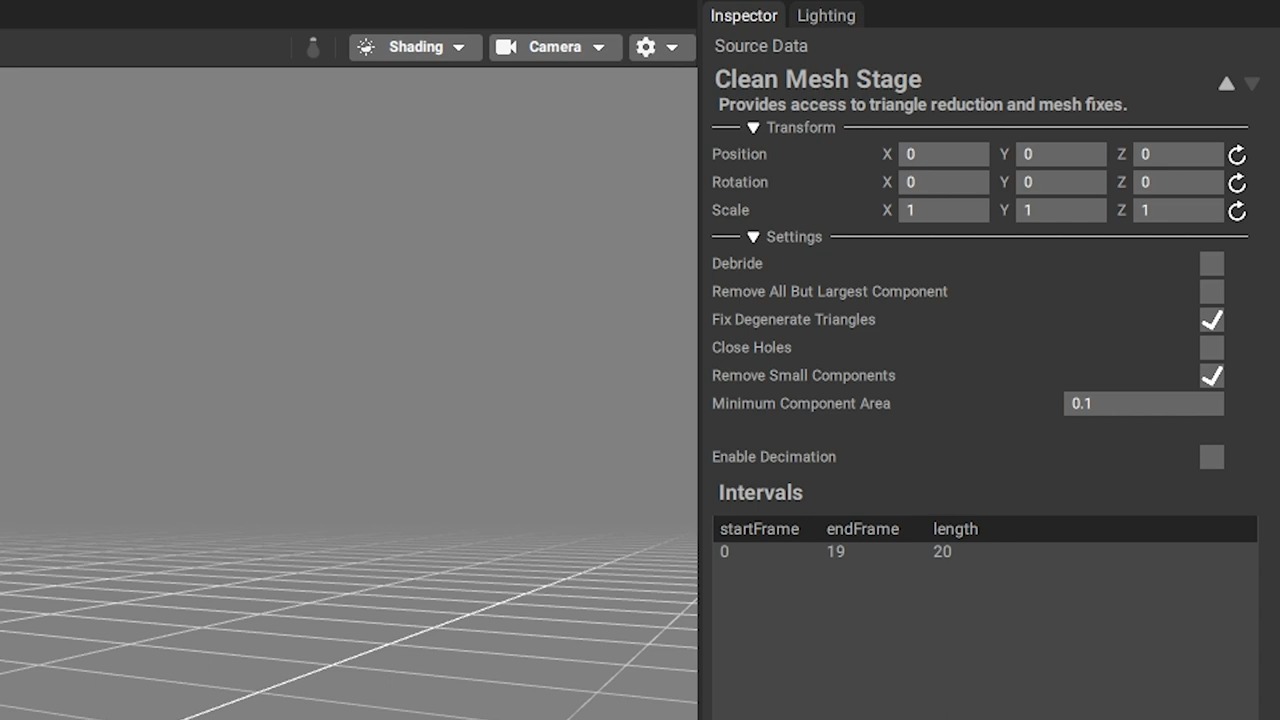 Inspector Lighting
Shading Camera
Source Data
Clean Mesh Stage
Provides access to triangle reduction and mesh fixes.
Transform
Position X 0 Y 0 Z 0
Rotation X 0 Y 0 Z 0
Scale X 1 Y 1 Z 1
Settings
Debride
Remove All But Largest Component
Fix Degenerate Triangles
Close Holes
Remove Small Components
Minimum Component Area 0.1
Enable Decimation
Intervals
startFrame endFrame length
0 19 20